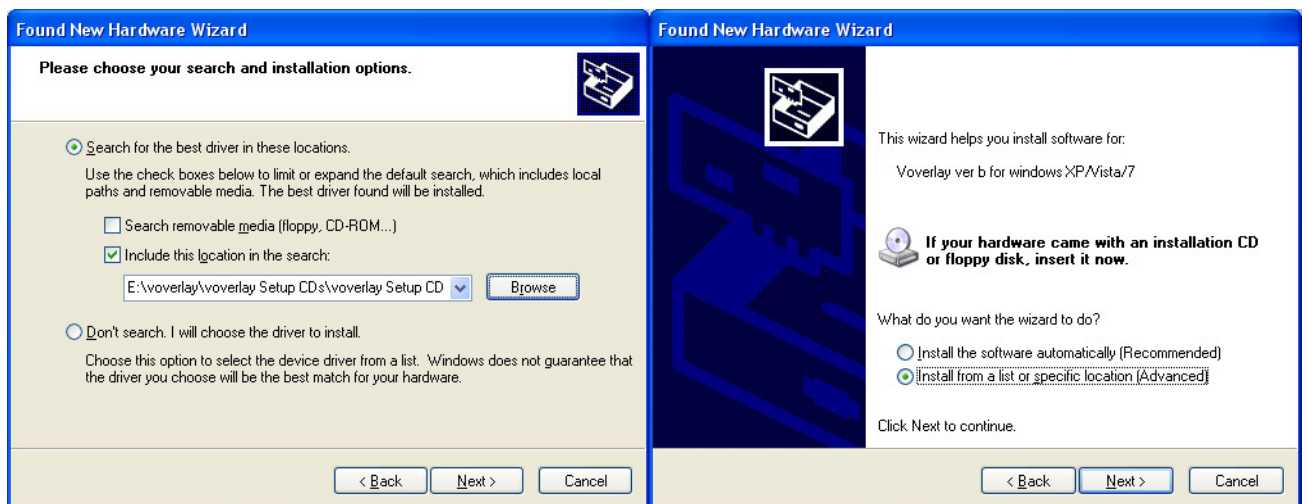 Found New Hardware Wizard
Please choose your search and installation options.
Search for the best driver in these locations.
Use the check boxes below to limit or expand the default search, which includes local
paths and removable media. The best driver found will be installed.
Search removable media (floppy, CD-ROM...)
Include this location in the search:
E:\voverlay\voverlay Setup CDs\voverlay Setup CD
Browse
Don't search. I will choose the driver to install.
Choose this option to select the device driver from a list. Windows does not guarantee that
the driver you choose will be the best match for your hardware.
< Back
Next >
Cancel
Found New Hardware Wizard
This wizard helps you install software for:
Voverlay ver b for windows XP/Vista/7
If your hardware came with an installation CD
or floppy disk, insert it now.
What do you want the wizard to do?
Install the software automatically (Recommended)
Install from a list or specific location (Advanced)
Click Next to continue.
< Back
Next >
Cancel